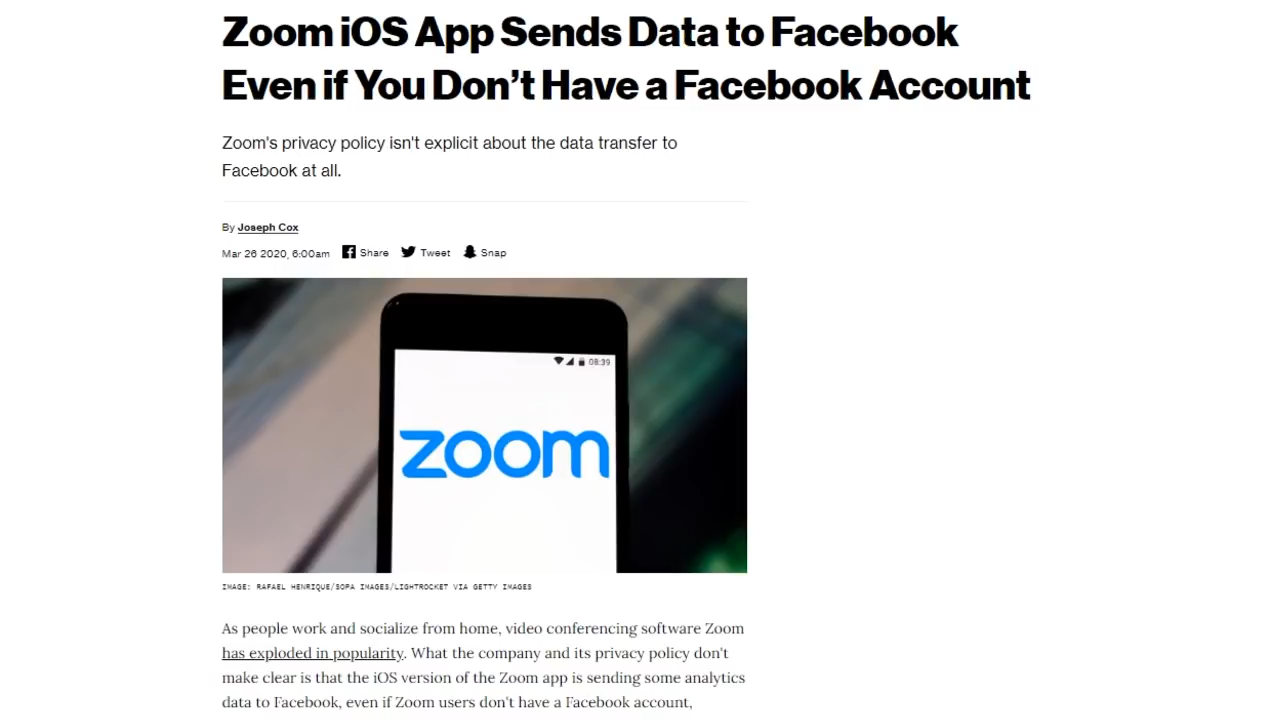 Zoom iOS App Sends Data to Facebook
Even if You Don't Have a Facebook Account
Zoom's privacy policy isn't explicit about the data transfer to
Facebook at all.
By Joseph Cox
Mar 26 2020, 6:00am Share Tweet Snap
08:39
zoom
IMAGE: RAFAEL HENRIQUE/SOPA IMAGES/LIGHTROCKET VIA GETTY IMAGES
As people work and socialize from home, video conferencing software Zoom
has exploded in popularity. What the company and its privacy policy don't
make clear is that the iOS version of the Zoom app is sending some analytics
data to Facebook, even if Zoom users don't have a Facebook account,